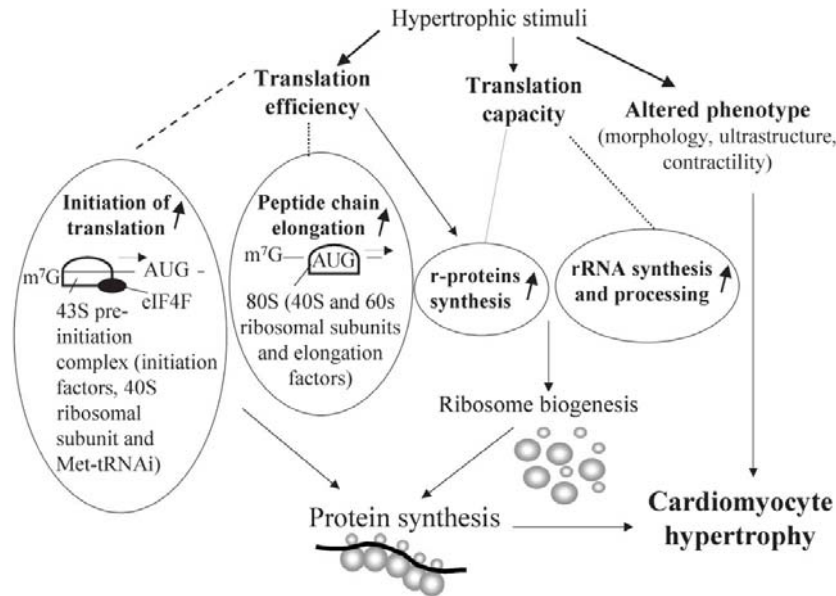 Hypertrophic stimuli
Translation
efficiency
Translation
capacity
Altered phenotype
(morphology, ultrastructure,
contractility)
Initiation of
translation
m⁷G
AUG -
eIF4F
43S pre-
initiation
complex (initiation
factors, 40S
ribosomal
subunit and
Met-tRNAi)
Peptide chain
elongation
m⁷G—
AUG
80S (40S and 60s
ribosomal subunits
and elongation
factors)
r-proteins
synthesis
rRNA synthesis
and processing
Ribosome biogenesis
Protein synthesis
Cardiomyocyte
hypertrophy